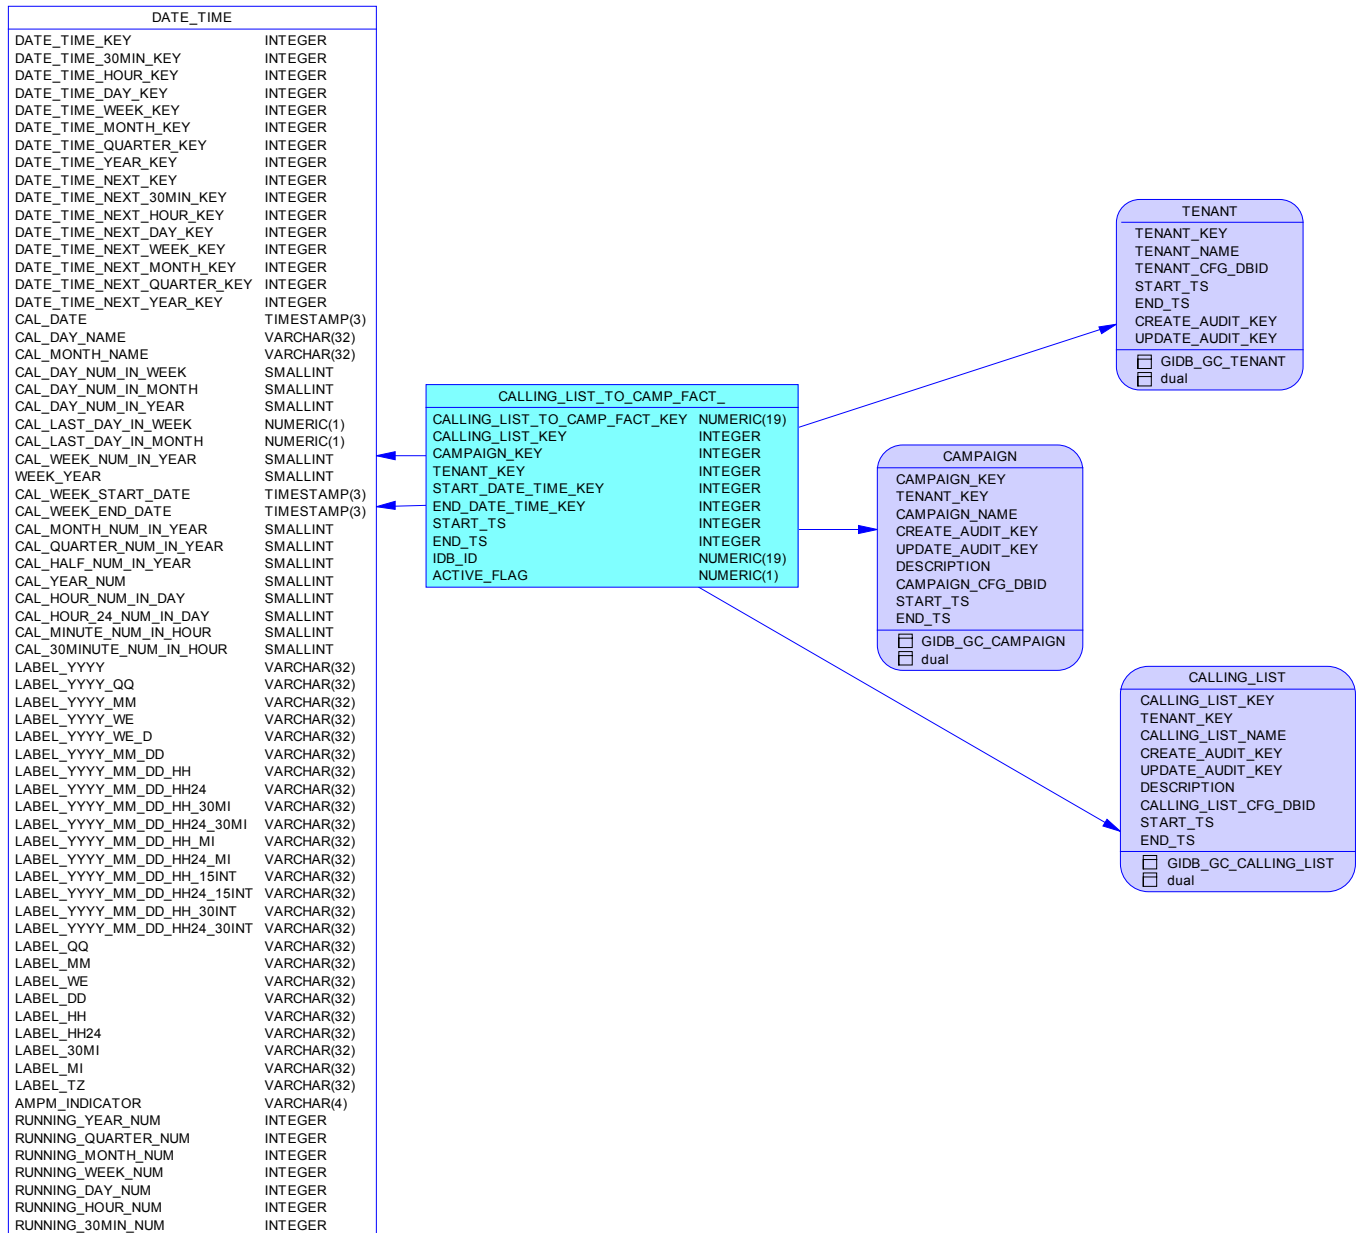 DATE_TIME
DATE_TIME_KEY INTEGER
DATE_TIME_30MIN_KEY INTEGER
DATE_TIME_HOUR_KEY INTEGER
DATE_TIME_DAY_KEY INTEGER
DATE_TIME_WEEK_KEY INTEGER
DATE_TIME_MONTH_KEY INTEGER
DATE_TIME_QUARTER_KEY INTEGER
DATE_TIME_YEAR_KEY INTEGER
DATE_TIME_NEXT_KEY INTEGER
DATE_TIME_NEXT_30MIN_KEY INTEGER
DATE_TIME_NEXT_HOUR_KEY INTEGER
DATE_TIME_NEXT_DAY_KEY INTEGER
DATE_TIME_NEXT_WEEK_KEY INTEGER
DATE_TIME_NEXT_MONTH_KEY INTEGER
DATE_TIME_NEXT_QUARTER_KEY INTEGER
DATE_TIME_NEXT_YEAR_KEY INTEGER
CAL_DATE TIMESTAMP(3)
CAL_DAY_NAME VARCHAR(32)
CAL_MONTH_NAME VARCHAR(32)
CAL_DAY_NUM_IN_WEEK SMALLINT
CAL_DAY_NUM_IN_MONTH SMALLINT
CAL_DAY_NUM_IN_YEAR SMALLINT
CAL_LAST_DAY_IN_WEEK NUMERIC(1)
CAL_LAST_DAY_IN_MONTH NUMERIC(1)
CAL_WEEK_NUM_IN_YEAR SMALLINT
WEEK_YEAR SMALLINT
CAL_WEEK_START_DATE TIMESTAMP(3)
CAL_WEEK_END_DATE TIMESTAMP(3)
CAL_MONTH_NUM_IN_YEAR SMALLINT
CAL_QUARTER_NUM_IN_YEAR SMALLINT
CAL_HALF_NUM_IN_YEAR SMALLINT
CAL_YEAR_NUM SMALLINT
CAL_HOUR_NUM_IN_DAY SMALLINT
CAL_HOUR_24_NUM_IN_DAY SMALLINT
CAL_MINUTE_NUM_IN_HOUR SMALLINT
CAL_30MINUTE_NUM_IN_HOUR SMALLINT
LABEL_YYYY VARCHAR(32)
LABEL_YYYY_QQ VARCHAR(32)
LABEL_YYYY_MM VARCHAR(32)
LABEL_YYYY_WE VARCHAR(32)
LABEL_YYYY_WE_D VARCHAR(32)
LABEL_YYYY_MM_DD VARCHAR(32)
LABEL_YYYY_MM_DD_HH VARCHAR(32)
LABEL_YYYY_MM_DD_HH24 VARCHAR(32)
LABEL_YYYY_MM_DD_HH_30MI VARCHAR(32)
LABEL_YYYY_MM_DD_HH24_30MI VARCHAR(32)
LABEL_YYYY_MM_DD_HH_MI VARCHAR(32)
LABEL_YYYY_MM_DD_HH24_MI VARCHAR(32)
LABEL_YYYY_MM_DD_HH_15INT VARCHAR(32)
LABEL_YYYY_MM_DD_HH24_15INT VARCHAR(32)
LABEL_YYYY_MM_DD_HH_30INT VARCHAR(32)
LABEL_YYYY_MM_DD_HH24_30INT VARCHAR(32)
LABEL_QQ VARCHAR(32)
LABEL_MM VARCHAR(32)
LABEL_WE VARCHAR(32)
LABEL_DD VARCHAR(32)
LABEL_HH VARCHAR(32)
LABEL_HH24 VARCHAR(32)
LABEL_30MI VARCHAR(32)
LABEL_MI VARCHAR(32)
LABEL_TZ VARCHAR(32)
AMPM_INDICATOR VARCHAR(4)
RUNNING_YEAR_NUM INTEGER
RUNNING_QUARTER_NUM INTEGER
RUNNING_MONTH_NUM INTEGER
RUNNING_WEEK_NUM INTEGER
RUNNING_DAY_NUM INTEGER
RUNNING_HOUR_NUM INTEGER
RUNNING_30MIN_NUM INTEGER
CALLING_LIST_TO_CAMP_FACT_
CALLING_LIST_TO_CAMP_FACT_KEY NUMERIC(19)
CALLING_LIST_KEY INTEGER
CAMPAIGN_KEY INTEGER
TENANT_KEY INTEGER
START_DATE_TIME_KEY INTEGER
END_DATE_TIME_KEY INTEGER
START_TS INTEGER
END_TS INTEGER
IDB_ID NUMERIC(19)
ACTIVE_FLAG NUMERIC(1)
TENANT
TENANT_KEY
TENANT_NAME
TENANT_CFG_DBID
START_TS
END_TS
CREATE_AUDIT_KEY
UPDATE_AUDIT_KEY
GIDB_GC_TENANT
dual
CAMPAIGN
CAMPAIGN_KEY
TENANT_KEY
CAMPAIGN_NAME
CREATE_AUDIT_KEY
UPDATE_AUDIT_KEY
DESCRIPTION
CAMPAIGN_CFG_DBID
START_TS
END_TS
GIDB_GC_CAMPAIGN
dual
CALLING_LIST
CALLING_LIST_KEY
TENANT_KEY
CALLING_LIST_NAME
CREATE_AUDIT_KEY
UPDATE_AUDIT_KEY
DESCRIPTION
CALLING_LIST_CFG_DBID
START_TS
END_TS
GIDB_GC_CALLING_LIST
dual